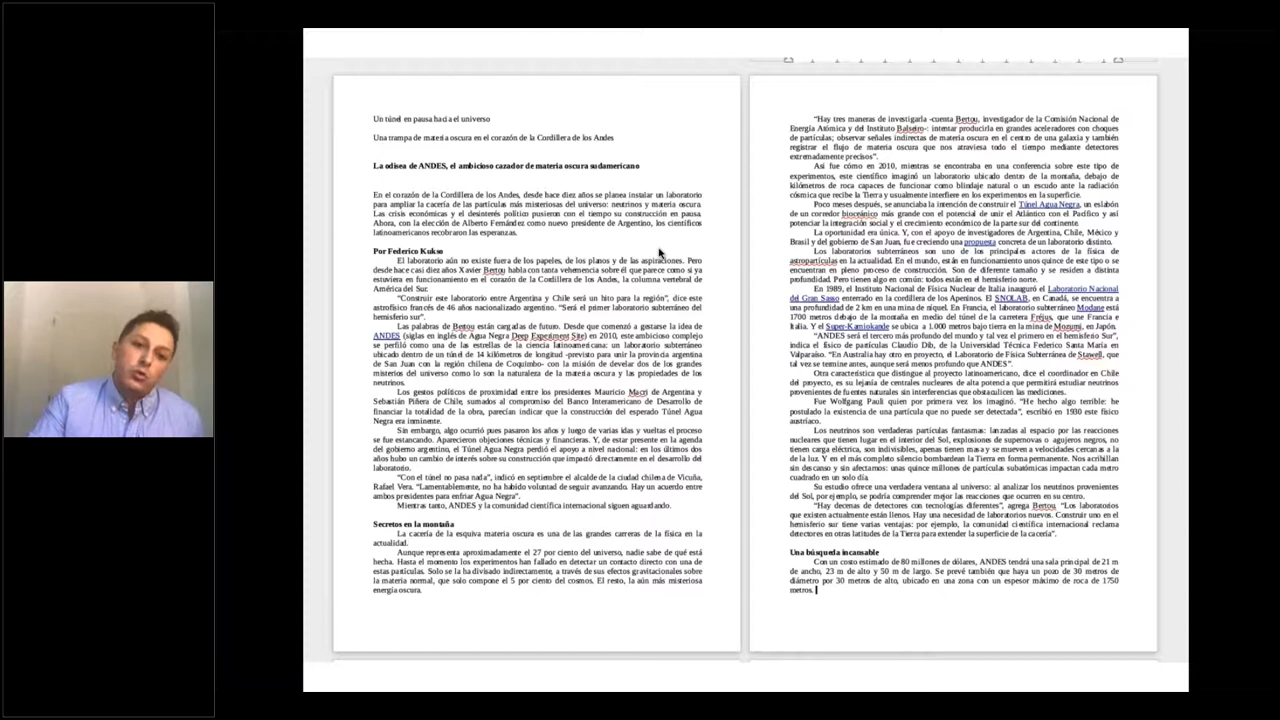 Un túnel en pausa hacia el universo
Una trampa de materia oscura en el corazón de la Cordillera de los Andes
La odisea de ANDES, el ambicioso cazador de materia oscura sudamericano
En el corazón de la Cordillera de los Andes, desde hace diez años se planea instalar un laboratorio
para ampliar la cacería de las partículas más misteriosas del universo: neutrinos y materia oscura.
Las crisis económicas y el desinterés político pusieron con el tiempo su construcción en pausa.
Ahora, con la elección de Alberto Fernández como nuevo presidente de Argentino, los científicos
latinoamericanos recobraron las esperanzas.
Por Federico Kukso
El laboratorio aún no existe fuera de los papeles, de los planos y de las aspiraciones. Pero
desde hace casi diez años Xavier Bertou habla con tanta vehemencia sobre él que parece como si ya
estuviera en funcionamiento en el corazón de la Cordillera de los Andes, la columna vertebral de
América del Sur.
“Construir este laboratorio entre Argentina y Chile será un hito para la región”, dice este
astrofísico francés de 46 años nacionalizado argentino. “Será el primer laboratorio subterráneo del
hemisferio sur”.
Las palabras de Bertou están cargadas de futuro. Desde que comenzó a gestarse la idea de
ANDES (siglas en inglés de Agua Negra Deep Experiment Site) en 2010, este ambicioso complejo
se perfiló como una de las estrellas de la ciencia latinoamericana: un laboratorio subterráneo
ubicado dentro de un túnel de 14 kilómetros de longitud -previsto para unir la provincia argentina
de San Juan con la región chilena de Coquimbo- con la misión de develar dos de los grandes
misterios del universo como lo son la naturaleza de la materia oscura y las propiedades de los
neutrinos.
Los gestos políticos de proximidad entre los presidentes Mauricio Macri de Argentina y
Sebastián Piñera de Chile, sumados al compromiso del Banco Interamericano de Desarrollo de
financiar la totalidad de la obra, parecían indicar que la construcción del esperado Túnel Agua
Negra era inminente.
Sin embargo, algo ocurrió pues pasaron los años y luego de varias idas y vueltas el proceso
se fue estancando. Aparecieron objeciones técnicas y financieras. Y, de estar presente en la agenda
del gobierno argentino, el Túnel Agua Negra perdió el apoyo a nivel nacional: en los últimos dos
años hubo un cambio de interés sobre su construcción que impactó directamente en el desarrollo del
laboratorio.
“Con el túnel no pasa nada”, indicó en septiembre el alcalde de la ciudad chilena de Vicuña,
Rafael Vera. “Lamentablemente, no ha habido voluntad de seguir avanzando. Hay un acuerdo entre
ambos presidentes para enfriar Agua Negra”.
Mientras tanto, ANDES y la comunidad científica internacional siguen aguardando.
Secretos en la montaña
La cacería de la esquiva materia oscura es una de las grandes carreras de la física en la
actualidad.
Aunque representa aproximadamente el 27 por ciento del universo, nadie sabe de qué está
hecha. Hasta el momento los experimentos han fallado en detectar un contacto directo con una de
estas partículas. Solo se la ha divisado indirectamente, a través de sus efectos gravitacionales sobre
la materia normal, que solo compone el 5 por ciento del cosmos. El resto, la aún más misteriosa
energía oscura.
“Hay tres maneras de investigarla -cuenta Bertou, investigador de la Comisión Nacional de
Energía Atómica y del Instituto Balseiro-: intentar producirla en grandes aceleradores con choques
de partículas; observar señales indirectas de materia oscura en el centro de una galaxia y también
registrar el flujo de materia oscura que nos atraviesa todo el tiempo mediante detectores
extremadamente precisos”.
Así fue cómo en 2010, mientras se encontraba en una conferencia sobre este tipo de
experimentos, este científico imaginó un laboratorio ubicado dentro de la montaña, debajo de
kilómetros de roca capaces de funcionar como blindaje natural o un escudo ante la radiación
cósmica que recibe la Tierra y usualmente interfiere en los experimentos en la superficie.
Poco meses después, se anunciaba la intención de construir el Túnel Agua Negra, un eslabón
de un corredor bioceánico más grande con el potencial de unir el Atlántico con el Pacífico y así
potenciar la integración social y el crecimiento económico de la parte sur del continente.
La oportunidad era única. Y, con el apoyo de investigadores de Argentina, Chile, México y
Brasil y del gobierno de San Juan, fue creciendo una propuesta concreta de un laboratorio distinto.
Los laboratorios subterráneos son uno de los principales actores de la física de
astropartículas en la actualidad. En el mundo, están en funcionamiento unos quince de este tipo o se
encuentran en pleno proceso de construcción. Son de diferente tamaño y se residen a distinta
profundidad. Pero tienen algo en común: todos están en el hemisferio norte.
En 1989, el Instituto Nacional de Física Nuclear de Italia inauguró el Laboratorio Nacional
del Gran Sasso enterrado en la cordillera de los Apeninos. El SNOLAB, en Canadá, se encuentra a
una profundidad de 2 km en una mina de níquel. En Francia, el laboratorio subterráneo Modane está
1700 metros debajo de la montaña en medio del túnel de la carretera Fréjus, que une Francia e
Italia. Y el Super-Kamiokande se ubica a 1.000 metros bajo tierra en la mina de Mozumi, en Japón.
“ANDES será el tercero más profundo del mundo y tal vez el primero en el hemisferio Sur”,
indica el físico de partículas Claudio Dib, de la Universidad Técnica Federico Santa María en
Valparaíso. “En Australia hay otro en proyecto, el Laboratorio de Física Subterránea de Stawell, que
tal vez se termine antes, aunque será menos profundo que ANDES”.
Otra característica que distingue al proyecto latinoamericano, dice el coordinador en Chile
del proyecto, es su lejanía de centrales nucleares de alta potencia que permitirá estudiar neutrinos
provenientes de fuentes naturales sin interferencias que obstaculicen las mediciones.
Fue Wolfgang Pauli quien por primera vez los imaginó. “He hecho algo terrible: he
postulado la existencia de una partícula que no puede ser detectada”, escribió en 1930 este físico
austríaco.
Los neutrinos son verdaderas partículas fantasmas: lanzadas al espacio por las reacciones
nucleares que tienen lugar en el interior del Sol, explosiones de supernovas o agujeros negros, no
tienen carga eléctrica, son indivisibles, apenas tienen masa y se mueven a velocidades cercanas a la
de la luz. Y en el más completo silencio bombardean la Tierra en forma permanente. Nos acribillan
sin descanso y sin afectarnos: unas quince millones de partículas subatómicas impactan cada metro
cuadrado en un solo día.
Su estudio ofrece una verdadera ventana al universo: al analizar los neutrinos provenientes
del Sol, por ejemplo, se podría comprender mejor las reacciones que ocurren en su centro.
“Hay decenas de detectores con tecnologías diferentes”, agrega Bertou. “Los laboratorios
que existen actualmente están llenos. Hay una necesidad de laboratorios nuevos. Construir uno en el
hemisferio sur tiene varias ventajas: por ejemplo, la comunidad científica internacional reclama
detectores en otras latitudes de la Tierra para extender la superficie de la cacería”.
Una búsqueda incansable
Con un costo estimado de 80 millones de dólares, ANDES tendrá una sala principal de 21 m
de ancho, 23 m de alto y 50 m de largo. Se prevé también que haya un pozo de 30 metros de
diámetro por 30 metros de alto, ubicado en una zona con un espesor máximo de roca de 1750
metros.